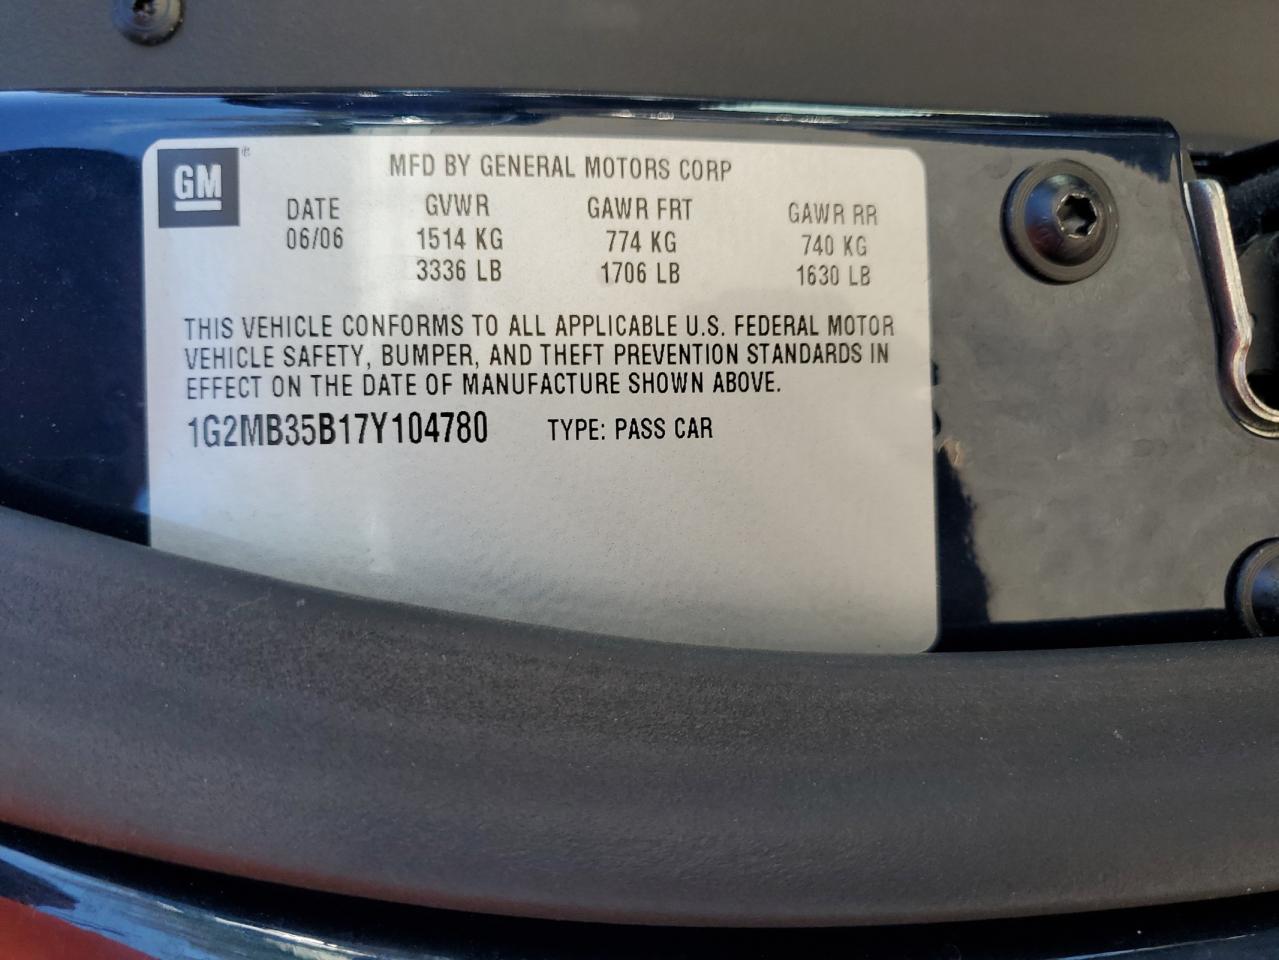 GM ®
MFD BY GENERAL MOTORS CORP
DATE GVWR GAWR FRT GAWR RR
06/06 1514 KG 774 KG 740 KG
3336 LB 1706 LB 1630 LB
THIS VEHICLE CONFORMS TO ALL APPLICABLE U.S. FEDERAL MOTOR
VEHICLE SAFETY, BUMPER, AND THEFT PREVENTION STANDARDS IN
EFFECT ON THE DATE OF MANUFACTURE SHOWN ABOVE.
1G2MB35B17Y104780 TYPE: PASS CAR